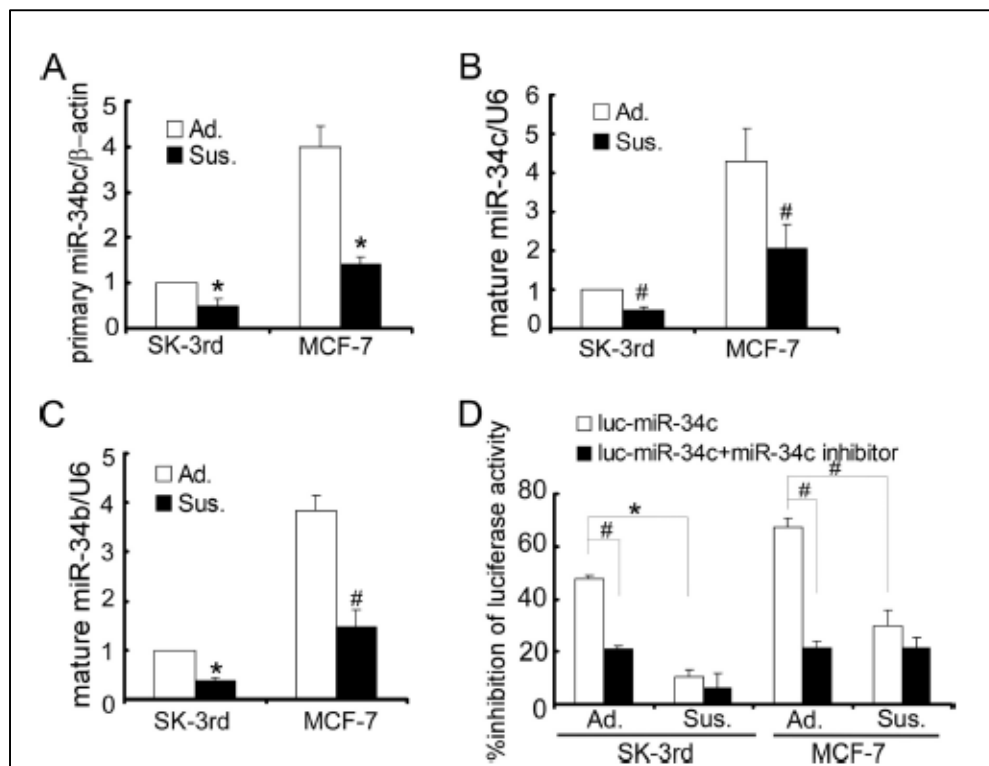 A
primary miR-34bc/β-actin
5
4
3
2
1
0
Ad.
Sus.
*
*
SK-3rd
MCF-7
B
mature miR-34c/U6
6
5
4
3
2
1
0
Ad.
Sus.
#
#
SK-3rd
MCF-7
C
mature miR-34b/U6
5
4
3
2
1
0
Ad.
Sus.
*
#
SK-3rd
MCF-7
D
luc-miR-34c
luc-miR-34c+miR-34c inhibitor
%inhibition of luciferase activity
80
60
40
20
0
*
#
#
#
Ad.
Sus.
Ad.
Sus.
SK-3rd
MCF-7